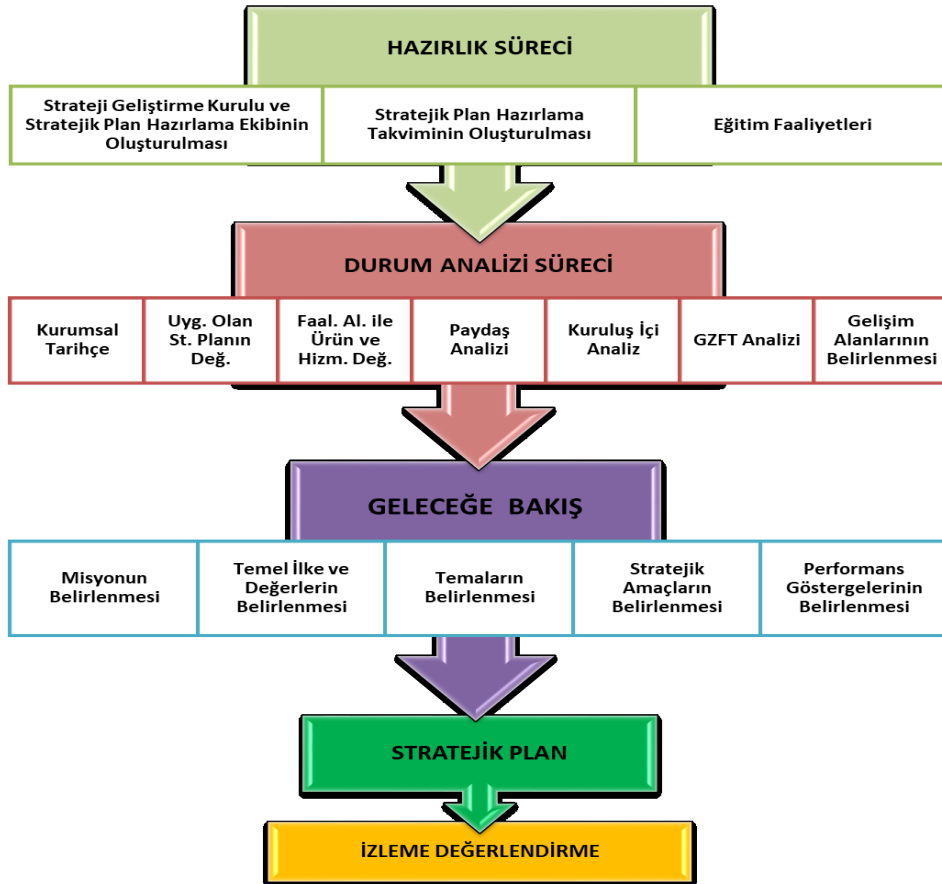 HAZIRLIK SÜRECİ
Strateji Geliştirme Kurulu ve
Stratejik Plan Hazırlama Ekibinin
Oluşturulması
Stratejik Plan Hazırlama
Takviminin Oluşturulması
Eğitim Faaliyetleri
DURUM ANALİZİ SÜRECİ
Kurumsal
Tarihçe
Uyg. Olan
St. Planın
Değ.
Faal. Al. ile
Ürün ve
Hizm. Değ.
Paydaş
Analizi
Kuruluş İçi
Analiz
GZFT Analizi
Gelişim
Alanlarının
Belirlenmesi
GELECEĞE BAKIŞ
Misyonun
Belirlenmesi
Temel İlke ve
Değerlerin
Belirlenmesi
Temaların
Belirlenmesi
Stratejik
Amaçların
Belirlenmesi
Performans
Göstergelerinin
Belirlenmesi
STRATEJİK PLAN
İZLEME DEĞERLENDİRME